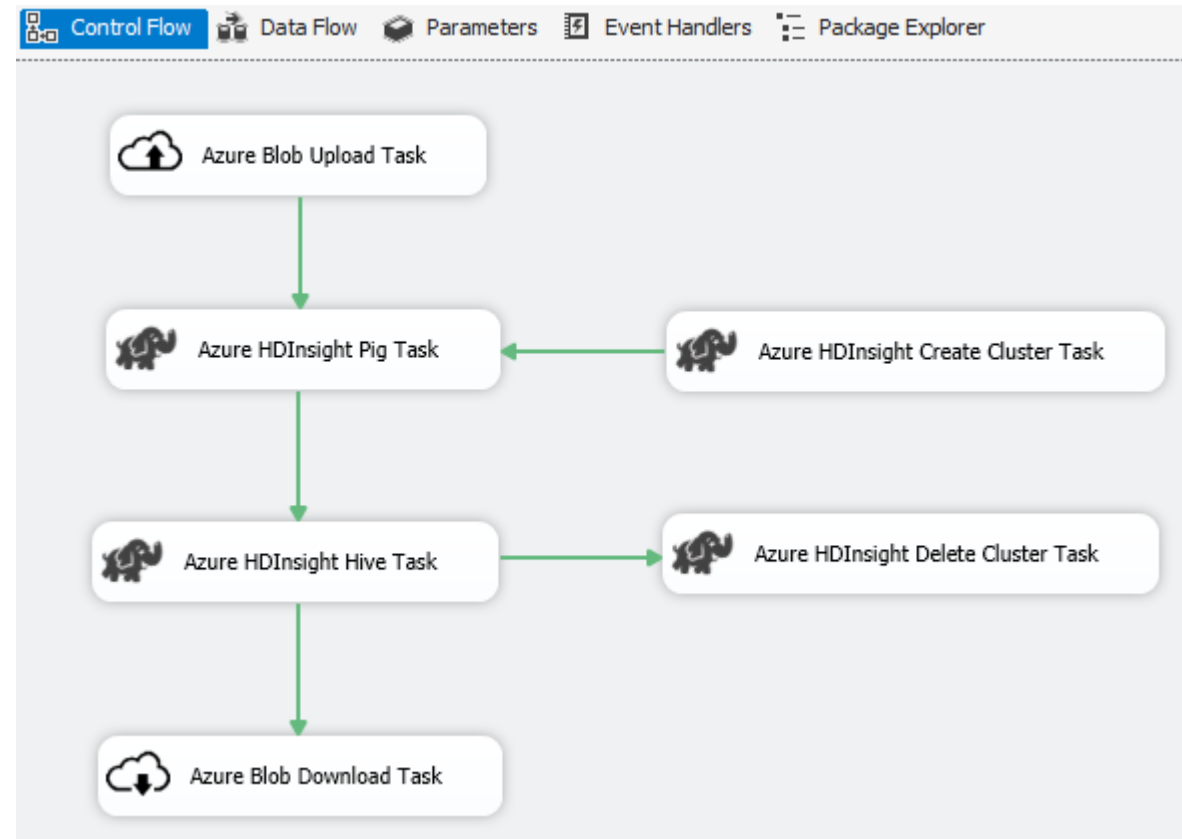 Control Flow Data Flow Parameters Event Handlers Package Explorer
Azure Blob Upload Task
Azure HDInsight Pig Task
Azure HDInsight Create Cluster Task
Azure HDInsight Hive Task
Azure HDInsight Delete Cluster Task
Azure Blob Download Task